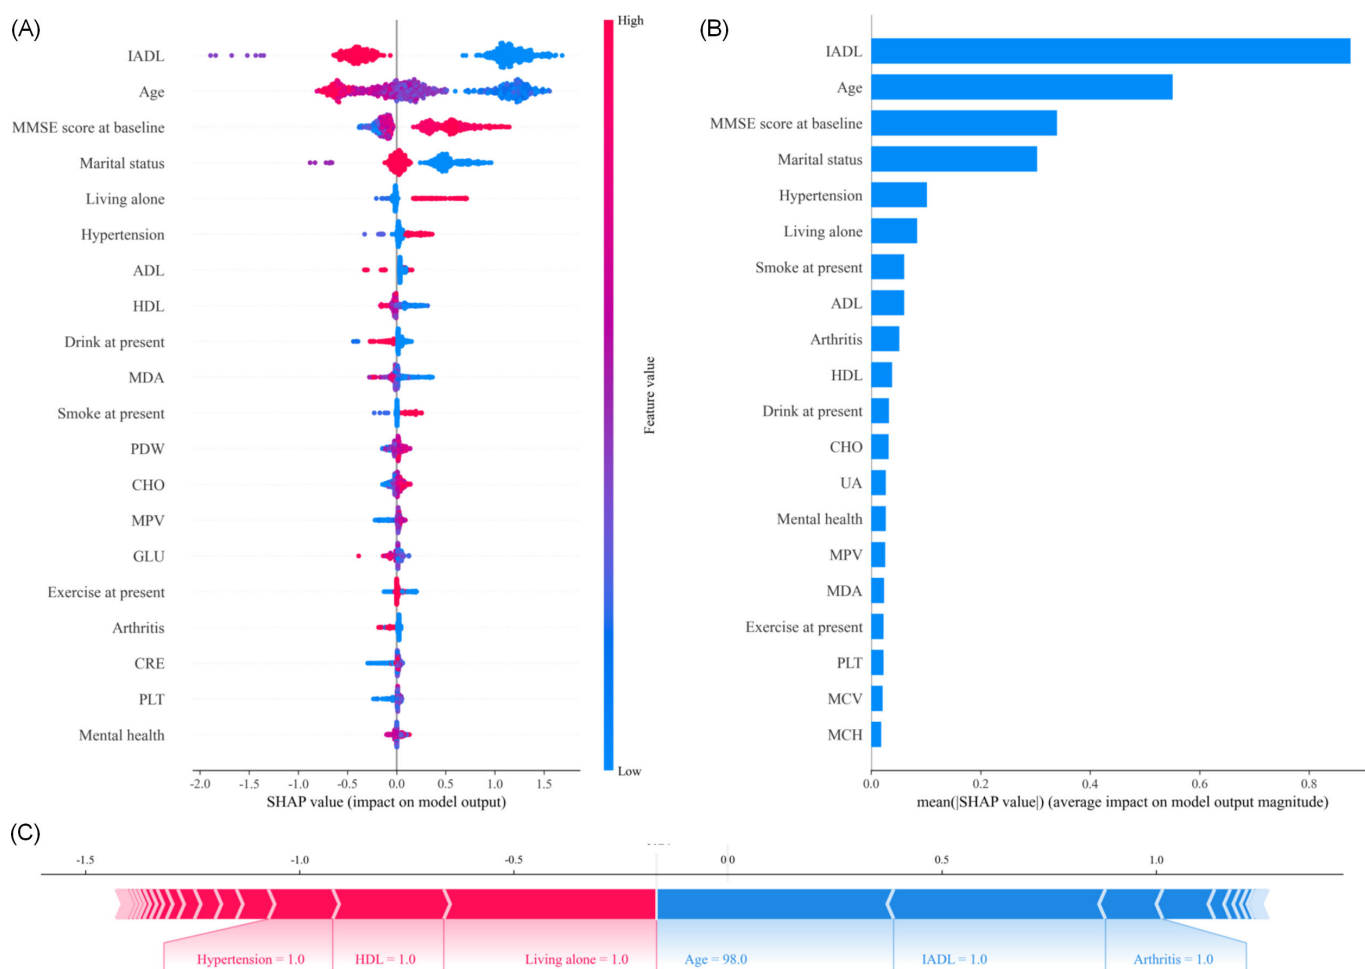 (A)
IADL
Age
MMSE score at baseline
Marital status
Living alone
Hypertension
ADL
HDL
Drink at present
MDA
Smoke at present
PDW
CHO
MPV
GLU
Exercise at present
Arthritis
CRE
PLT
Mental health
-2.0 -1.5 -1.0 -0.5 0.0 0.5 1.0 1.5
SHAP value (impact on model output)
High
Feature value
Low
(B)
IADL
Age
MMSE score at baseline
Marital status
Hypertension
Living alone
Smoke at present
ADL
Arthritis
HDL
Drink at present
CHO
UA
Mental health
MPV
MDA
Exercise at present
PLT
MCV
MCH
0.0 0.2 0.4 0.6 0.8
mean(|SHAP value|) (average impact on model output magnitude)
(C)
-1.5 -1.0 -0.5 0.0 0.5 1.0
Hypertension = 1.0 HDL = 1.0 Living alone = 1.0 Age = 98.0 IADL = 1.0 Arthritis = 1.0